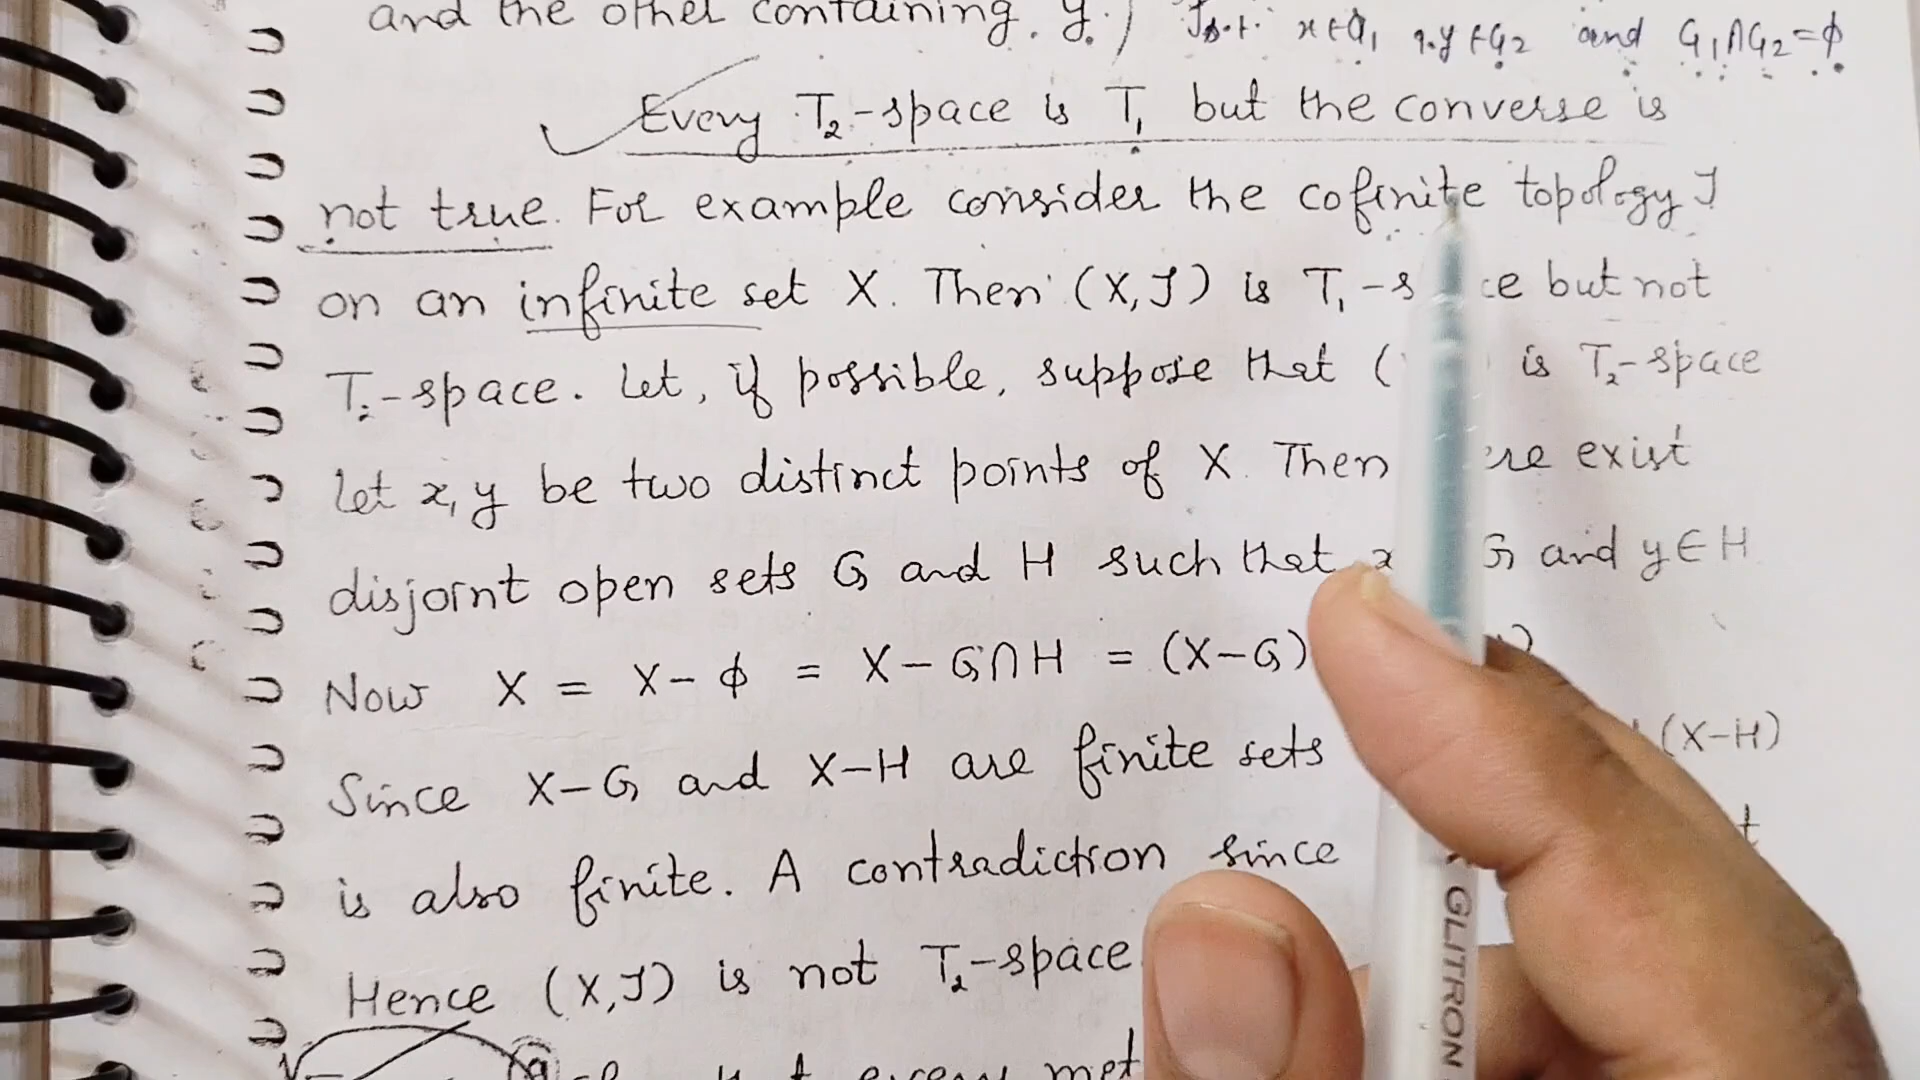 and the other containing y.) s.t. x∈G1, y∈G2 and G1∩G2=ϕ
Every T2-space is T1 but the converse is
not true. For example consider the cofinite topology J
on an infinite set X. Then (X,J) is T1-s ce but not
T2-space. Let, if possible, suppose that ( is T2-space
Let x,y be two distinct points of X. Then re exist
disjoint open sets G and H such that x G and y∈H
Now X = X-ϕ = X-G∩H = (X-G) )
Since X-G and X-H are finite sets (X-H)
is also finite. A contradiction since t
Hence (X,J) is not T2-space
GLITRON